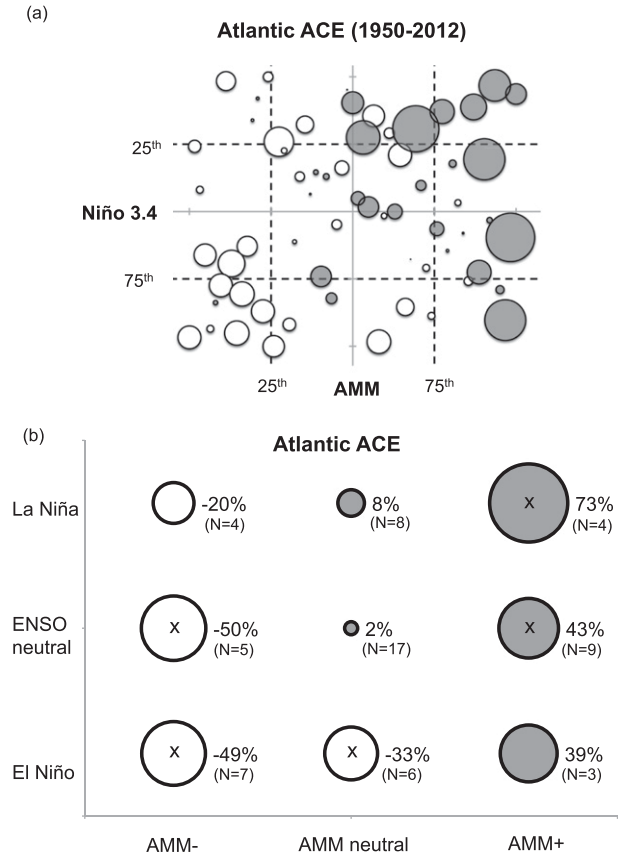 (a)
Atlantic ACE (1950-2012)
25th
Niño 3.4
75th
25th
AMM
75th
(b)
Atlantic ACE
La Niña
-20%
(N=4)
8%
(N=8)
x
73%
(N=4)
ENSO
neutral
x
-50%
(N=5)
2%
(N=17)
x
43%
(N=9)
El Niño
x
-49%
(N=7)
x
-33%
(N=6)
39%
(N=3)
AMM-
AMM neutral
AMM+